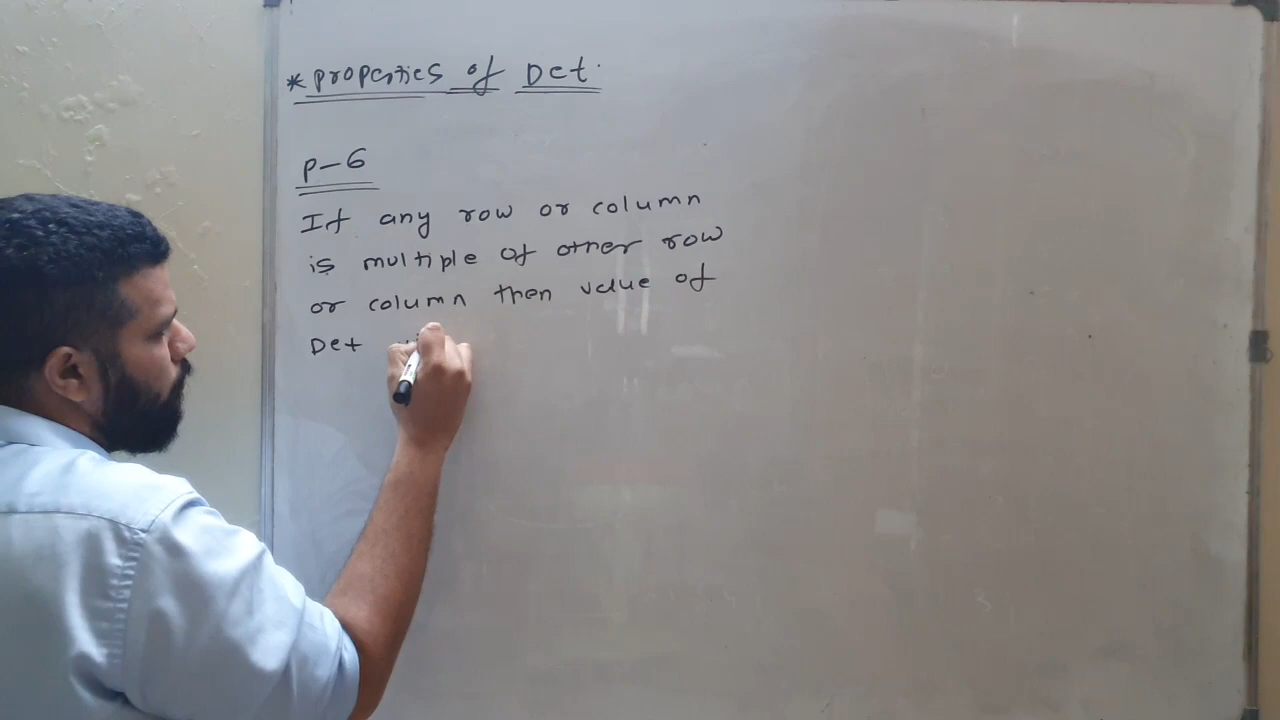 * Properties of Det.
P-6
If any row or column
is multiple of other row
or column then value of
Det